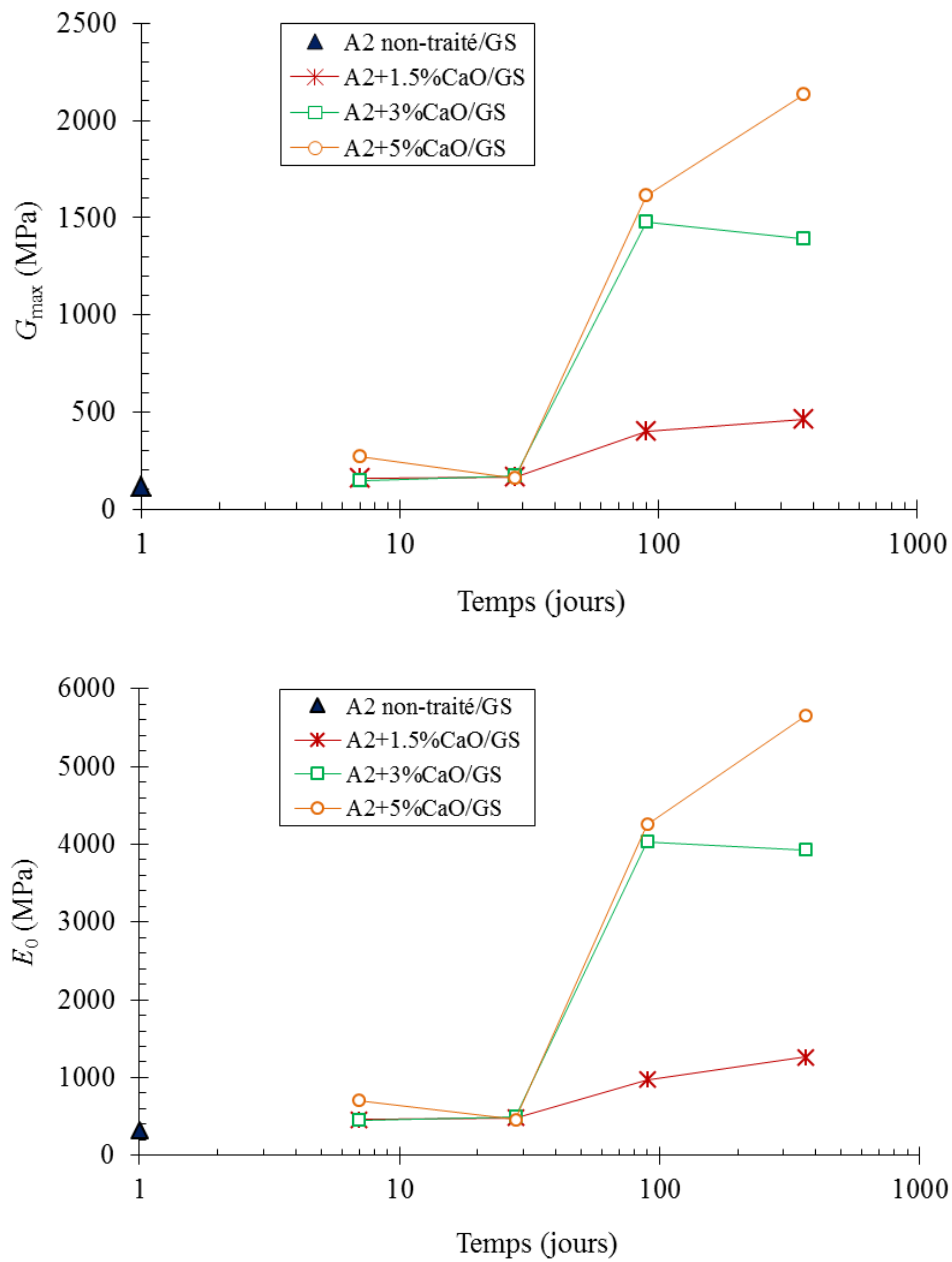 2500
2000
1500
1000
500
0
G_max (MPa)
A2 non-traité/GS
A2+1.5%CaO/GS
A2+3%CaO/GS
A2+5%CaO/GS
1
10
100
1000
Temps (jours)
6000
5000
4000
3000
2000
1000
0
E_0 (MPa)
A2 non-traité/GS
A2+1.5%CaO/GS
A2+3%CaO/GS
A2+5%CaO/GS
1
10
100
1000
Temps (jours)